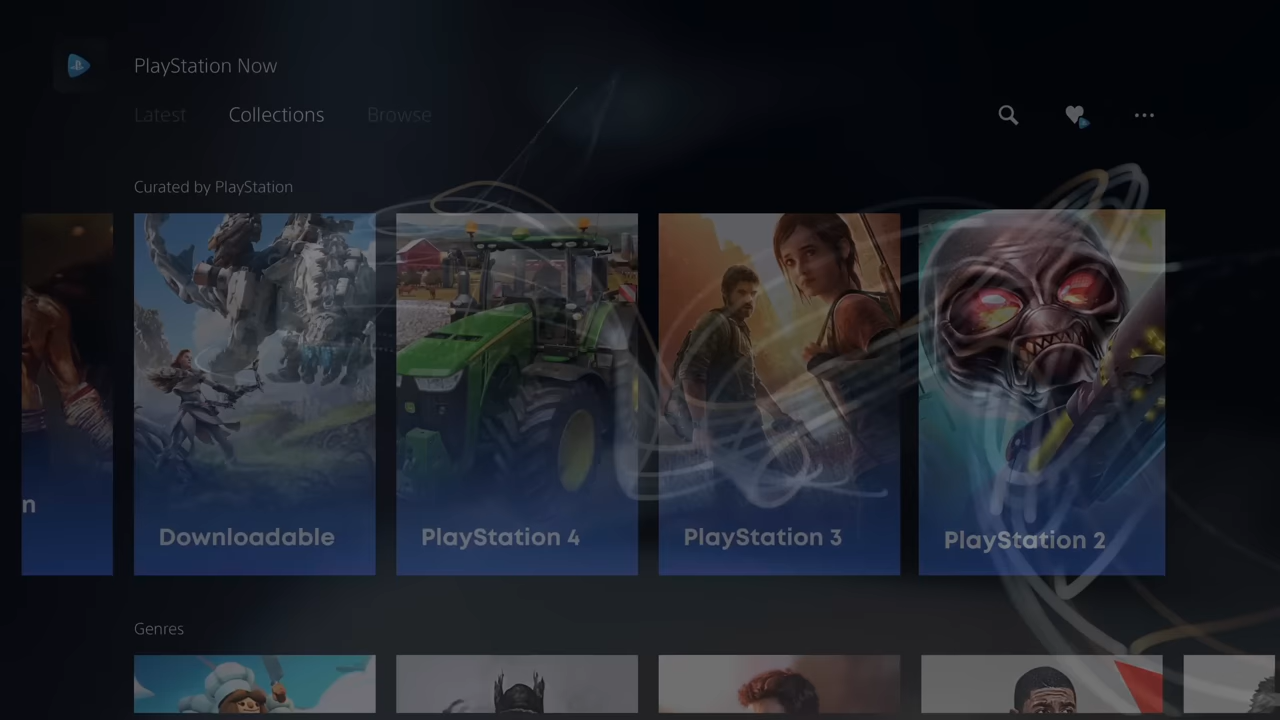 PlayStation Now
Latest Collections Browse
Curated by PlayStation
n
Downloadable
PlayStation 4
PlayStation 3
PlayStation 2
Genres